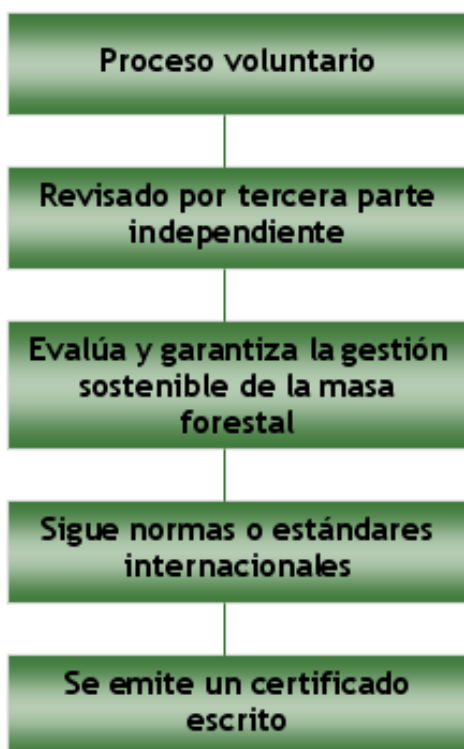 Proceso voluntario
Revisado por tercera parte
independiente
Evalúa y garantiza la gestión
sostenible de la masa
forestal
Sigue normas o estándares
internacionales
Se emite un certificado
escrito